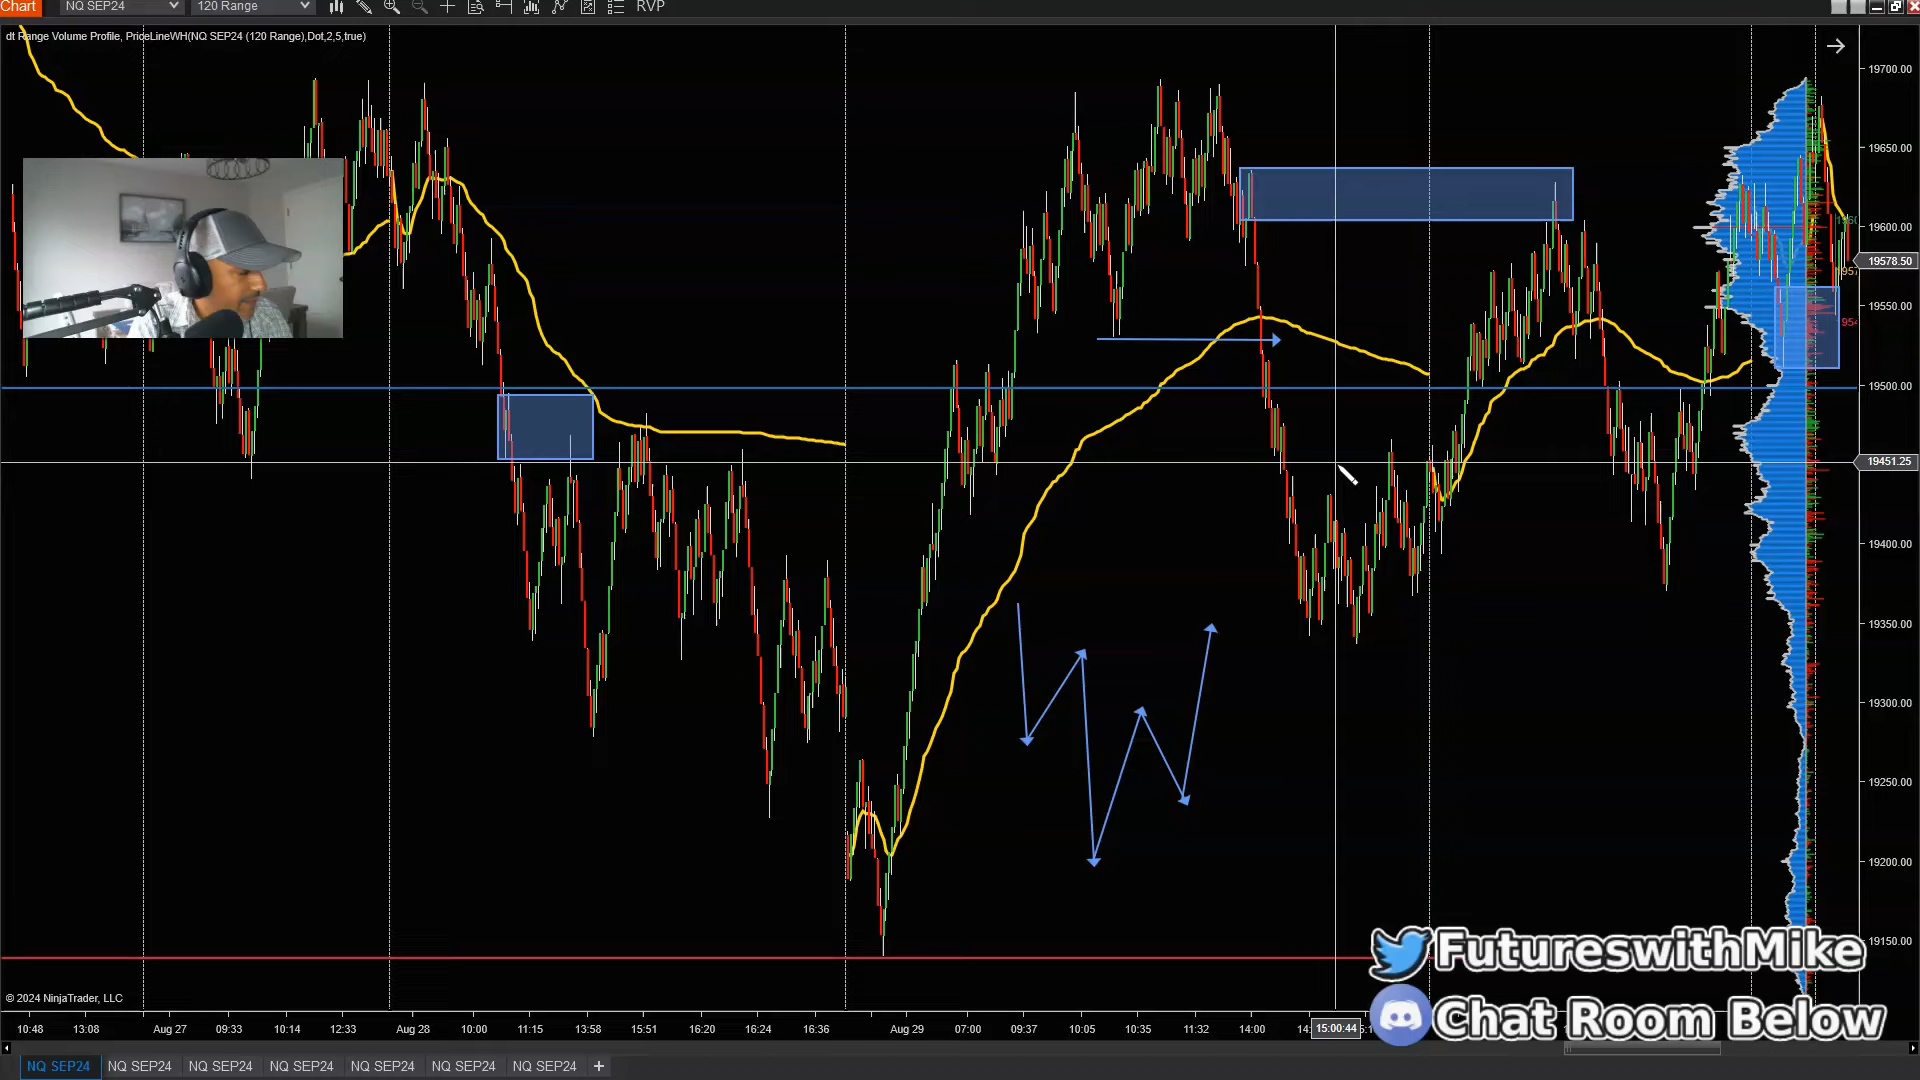 Chart
NQ SEP24
120 Range
RVP
dt Range Volume Profile, PriceLineWH(NQ SEP24 (120 Range),Dot,2,5,true)
19700.00
19650.00
19600.00
19578.50
19550.00
19500.00
19451.25
19400.00
19350.00
19300.00
19250.00
19200.00
19150.00
FutureswithMike
Chat Room Below
© 2024 NinjaTrader, LLC
10:48 13:08 Aug 27 09:33 10:14 12:33 Aug 28 10:00 11:15 13:58 15:51 16:20 16:24 16:36 Aug 29 07:00 09:37 10:05 10:35 11:32 14:00 15:00:44
NQ SEP24 NQ SEP24 NQ SEP24 NQ SEP24 NQ SEP24 NQ SEP24 NQ SEP24 +